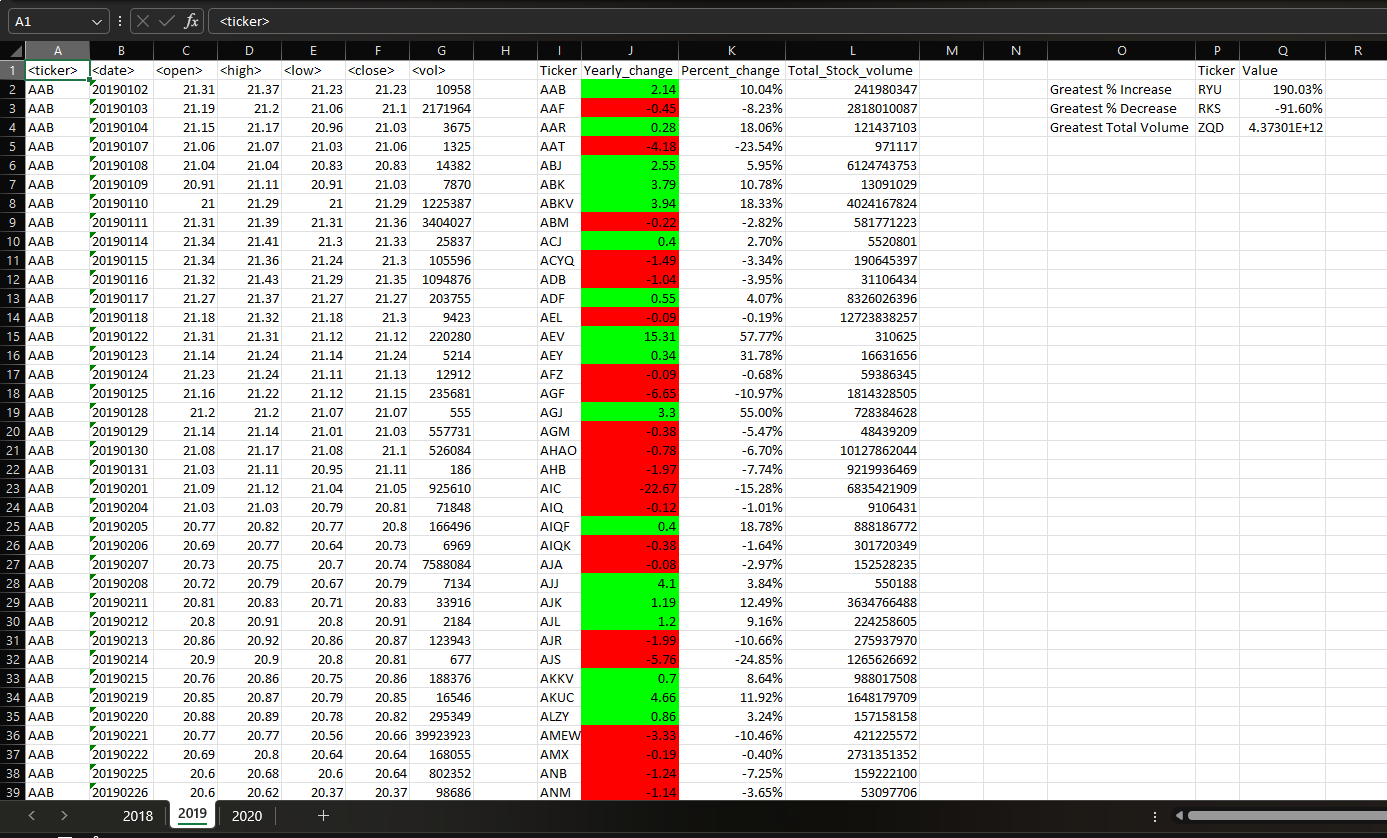 A1 fx <ticker>
A B C D E F G H I J K L M N O P Q R
1 <ticker> <date> <open> <high> <low> <close> <vol> Ticker Yearly_change Percent_change Total_Stock_volume Ticker Value
2 AAB 20190102 21.31 21.37 21.23 21.23 10958 AAB 2.14 10.04% 241980347 Greatest % Increase RYU 190.03%
3 AAB 20190103 21.19 21.2 21.06 21.1 2171964 AAF -0.45 -8.23% 2818010087 Greatest % Decrease RKS -91.60%
4 AAB 20190104 21.15 21.17 20.96 21.03 3675 AAR 0.28 18.06% 121437103 Greatest Total Volume ZQD 4.37301E+12
5 AAB 20190107 21.06 21.07 21.03 21.06 1325 AAT -4.18 -23.54% 971117
6 AAB 20190108 21.04 21.04 20.83 20.83 14382 ABJ 2.55 5.95% 6124743753
7 AAB 20190109 20.91 21.11 20.91 21.03 7870 ABK 3.79 10.78% 13091029
8 AAB 20190110 21 21.29 21 21.29 1225387 ABKV 3.94 18.33% 4024167824
9 AAB 20190111 21.31 21.39 21.31 21.36 3404027 ABM -0.22 -2.82% 581771223
10 AAB 20190114 21.34 21.41 21.3 21.33 25837 ACJ 0.4 2.70% 5520801
11 AAB 20190115 21.34 21.36 21.24 21.3 105596 ACYQ -1.49 -3.34% 190645397
12 AAB 20190116 21.32 21.43 21.29 21.35 1094876 ADB -1.04 -3.95% 31106434
13 AAB 20190117 21.27 21.37 21.27 21.27 203755 ADF 0.55 4.07% 8326026396
14 AAB 20190118 21.18 21.32 21.18 21.3 9423 AEL -0.09 -0.19% 12723838257
15 AAB 20190122 21.31 21.31 21.12 21.12 220280 AEV 15.31 57.77% 310625
16 AAB 20190123 21.14 21.24 21.14 21.24 5214 AEY 0.34 31.78% 16631656
17 AAB 20190124 21.23 21.24 21.11 21.13 12912 AFZ -0.09 -0.68% 59386345
18 AAB 20190125 21.16 21.22 21.12 21.15 235681 AGF -6.65 -10.97% 1814328505
19 AAB 20190128 21.2 21.2 21.07 21.07 555 AGJ 3.3 55.00% 728384628
20 AAB 20190129 21.14 21.14 21.01 21.03 557731 AGM -0.38 -5.47% 48439209
21 AAB 20190130 21.08 21.17 21.08 21.1 526084 AHAO -0.78 -6.70% 10127862044
22 AAB 20190131 21.03 21.11 20.95 21.11 186 AHB -1.97 -7.74% 9219936469
23 AAB 20190201 21.09 21.12 21.04 21.05 925610 AIC -22.67 -15.28% 6835421909
24 AAB 20190204 21.03 21.03 20.79 20.81 71848 AIQ -0.12 -1.01% 9106431
25 AAB 20190205 20.77 20.82 20.77 20.8 166496 AIQF 0.4 18.78% 888186772
26 AAB 20190206 20.69 20.77 20.64 20.73 6969 AIQK -0.38 -1.64% 301720349
27 AAB 20190207 20.73 20.75 20.7 20.74 7588084 AJA -0.08 -2.97% 152528235
28 AAB 20190208 20.72 20.79 20.67 20.79 7134 AJJ 4.1 3.84% 550188
29 AAB 20190211 20.81 20.83 20.71 20.83 33916 AJK 1.19 12.49% 3634766488
30 AAB 20190212 20.8 20.91 20.8 20.91 2184 AJL 1.2 9.16% 224258605
31 AAB 20190213 20.86 20.92 20.86 20.87 123943 AJR -1.99 -10.66% 275937970
32 AAB 20190214 20.9 20.9 20.8 20.81 677 AJS -5.76 -24.85% 1265626692
33 AAB 20190215 20.76 20.86 20.75 20.86 188376 AKKV 0.7 8.64% 988017508
34 AAB 20190219 20.85 20.87 20.79 20.85 16546 AKUC 4.66 11.92% 1648179709
35 AAB 20190220 20.88 20.89 20.78 20.82 295349 ALZY 0.86 3.24% 157158158
36 AAB 20190221 20.77 20.77 20.56 20.66 39923923 AMEW -3.33 -10.46% 421225572
37 AAB 20190222 20.69 20.8 20.64 20.64 168055 AMX -0.19 -0.40% 2731351352
38 AAB 20190225 20.6 20.68 20.6 20.64 802352 ANB -1.24 -7.25% 159222100
39 AAB 20190226 20.6 20.62 20.37 20.37 98686 ANM -1.14 -3.65% 53097706
2018 2019 2020 +